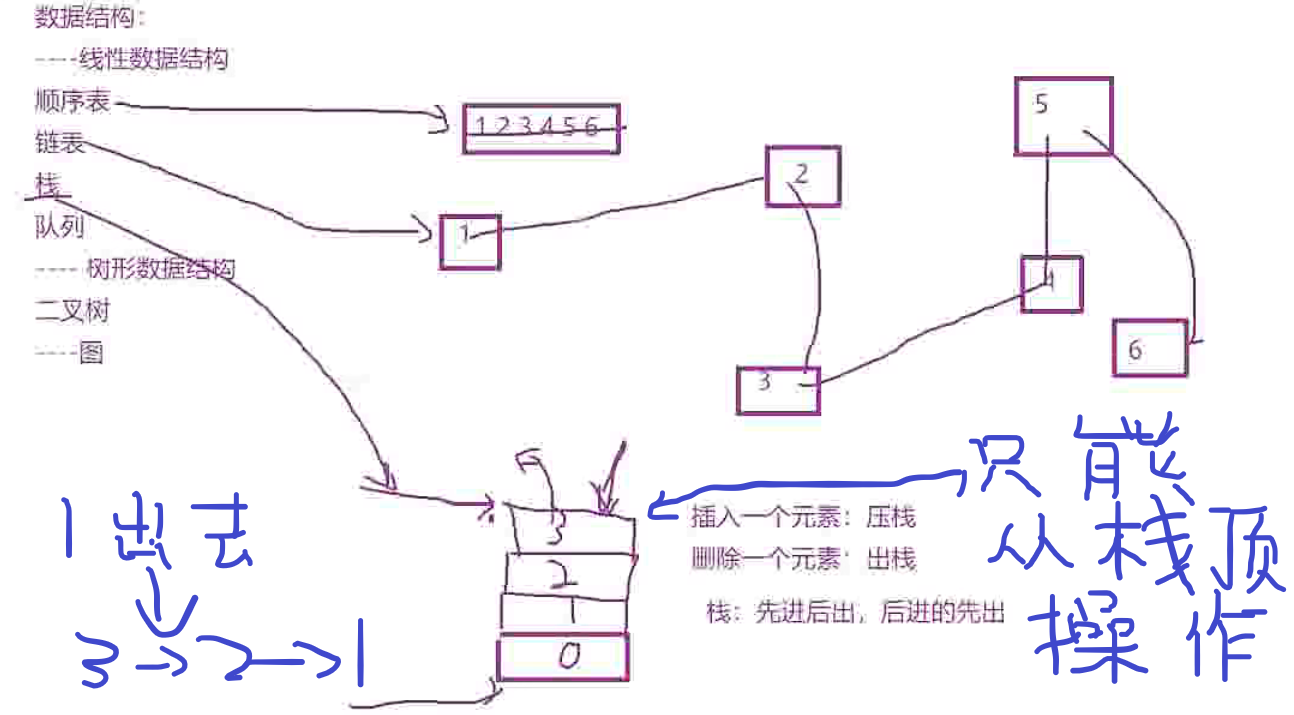 数据结构：
----线性数据结构
顺序表
链表
栈
队列
---- 树形数据结构
二叉树
----图
1 2 3 4 5 6
1
2
3
4
5
6
3
2
1
0
插入一个元素：压栈
删除一个元素：出栈
栈：先进后出，后进的先出
只能
从栈顶
操作
1出去
3->2->1